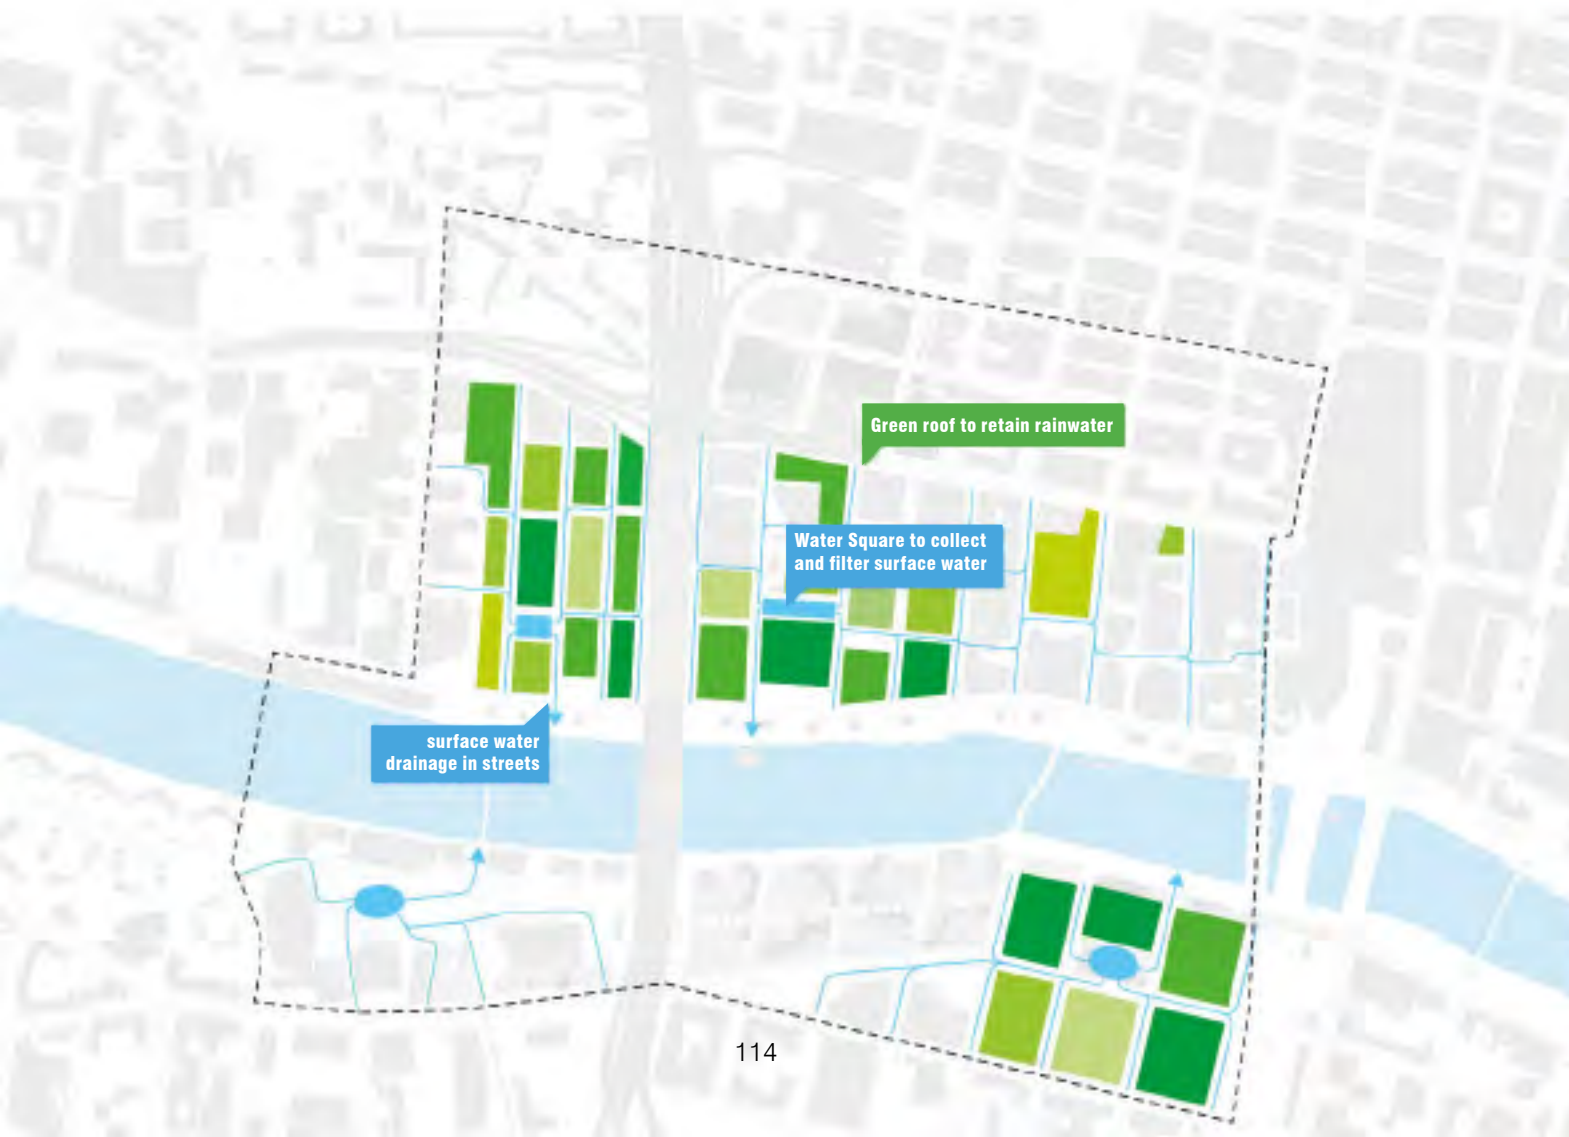 Green roof to retain rainwater
Water Square to collect
and filter surface water
surface water
drainage in streets
114